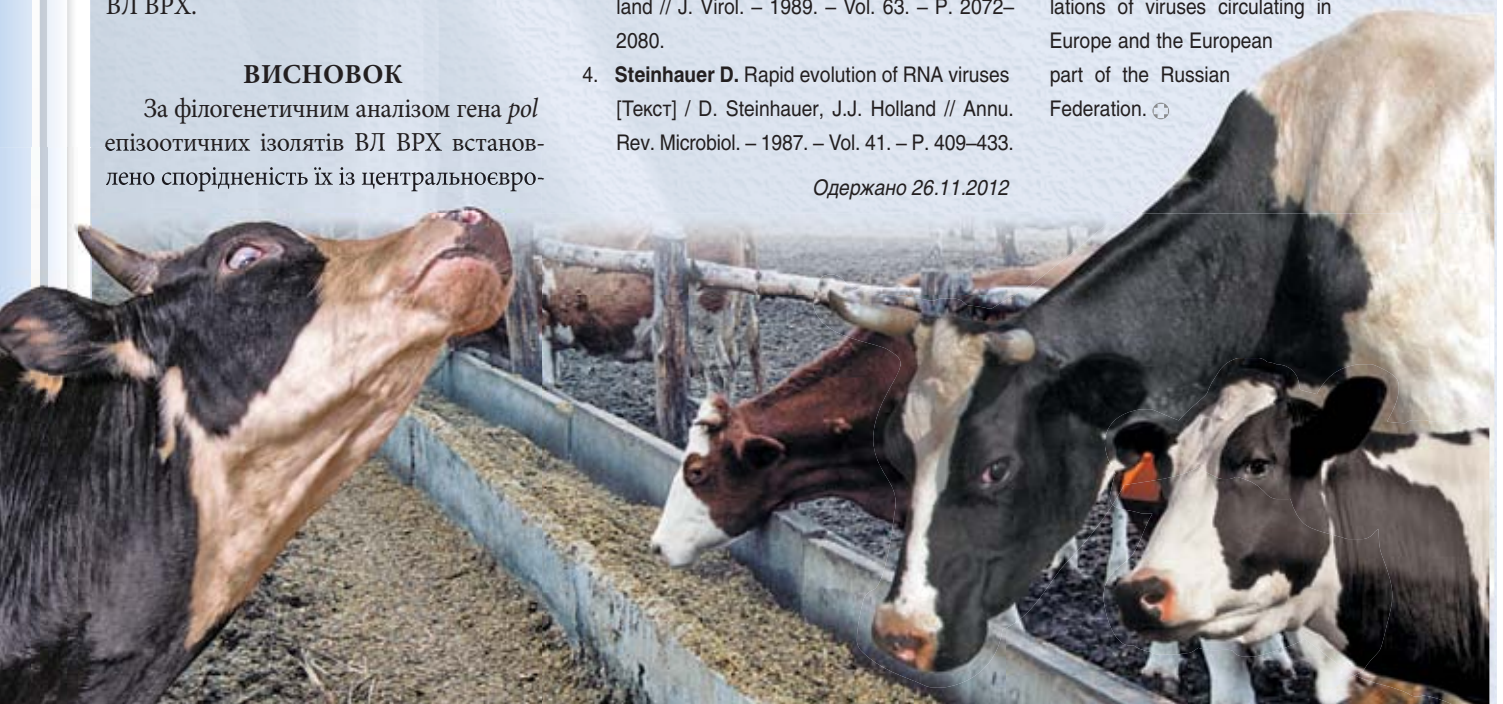 ВЛ ВРХ.
ВИСНОВОК
За філогенетичним аналізом гена pol
епізоотичних ізолятів ВЛ ВРХ встанов-
лено спорідненість їх із центральноєвро-
land // J. Virol. – 1989. – Vol. 63. – P. 2072–
2080.
4. Steinhauer D. Rapid evolution of RNA viruses
[Текст] / D. Steinhauer, J.J. Holland // Annu.
Rev. Microbiol. – 1987. – Vol. 41. – P. 409–433.
Одержано 26.11.2012
lations of viruses circulating in
Europe and the European
part of the Russian
Federation.